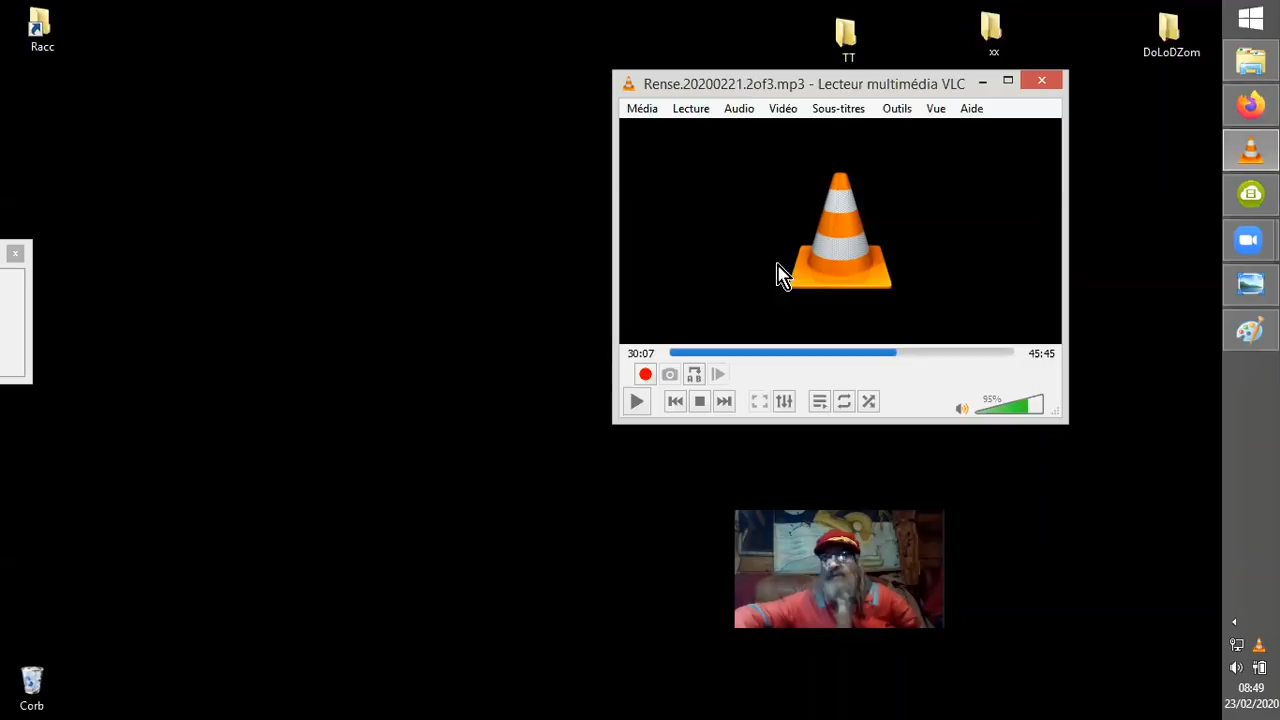 Racc
TT
xx
DoLoDZom
Rense.20200221.2of3.mp3 - Lecteur multimédia VLC
Média Lecture Audio Vidéo Sous-titres Outils Vue Aide
30:07
45:45
A B
95%
Corb
08:49
23/02/2020